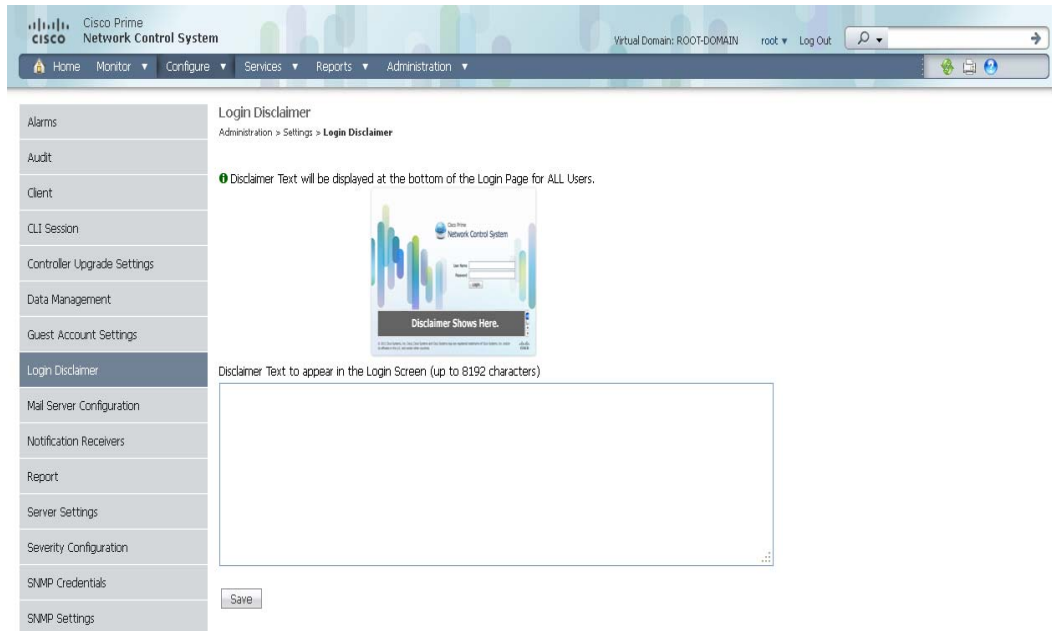 Cisco Prime
CISCO Network Control System
Virtual Domain: ROOT-DOMAIN root Log Out
Home Monitor Configure Services Reports Administration
Alarms
Audit
Client
CLI Session
Controller Upgrade Settings
Data Management
Guest Account Settings
Login Disclaimer
Mail Server Configuration
Notification Receivers
Report
Server Settings
Severity Configuration
SNMP Credentials
SNMP Settings
Login Disclaimer
Administration > Settings > Login Disclaimer
Disclaimer Text will be displayed at the bottom of the Login Page for ALL Users.
Cisco Prime
Network Control System
User Name
Password
Login
Disclaimer Shows Here.
Disclaimer Text to appear in the Login Screen (up to 8192 characters)
Save